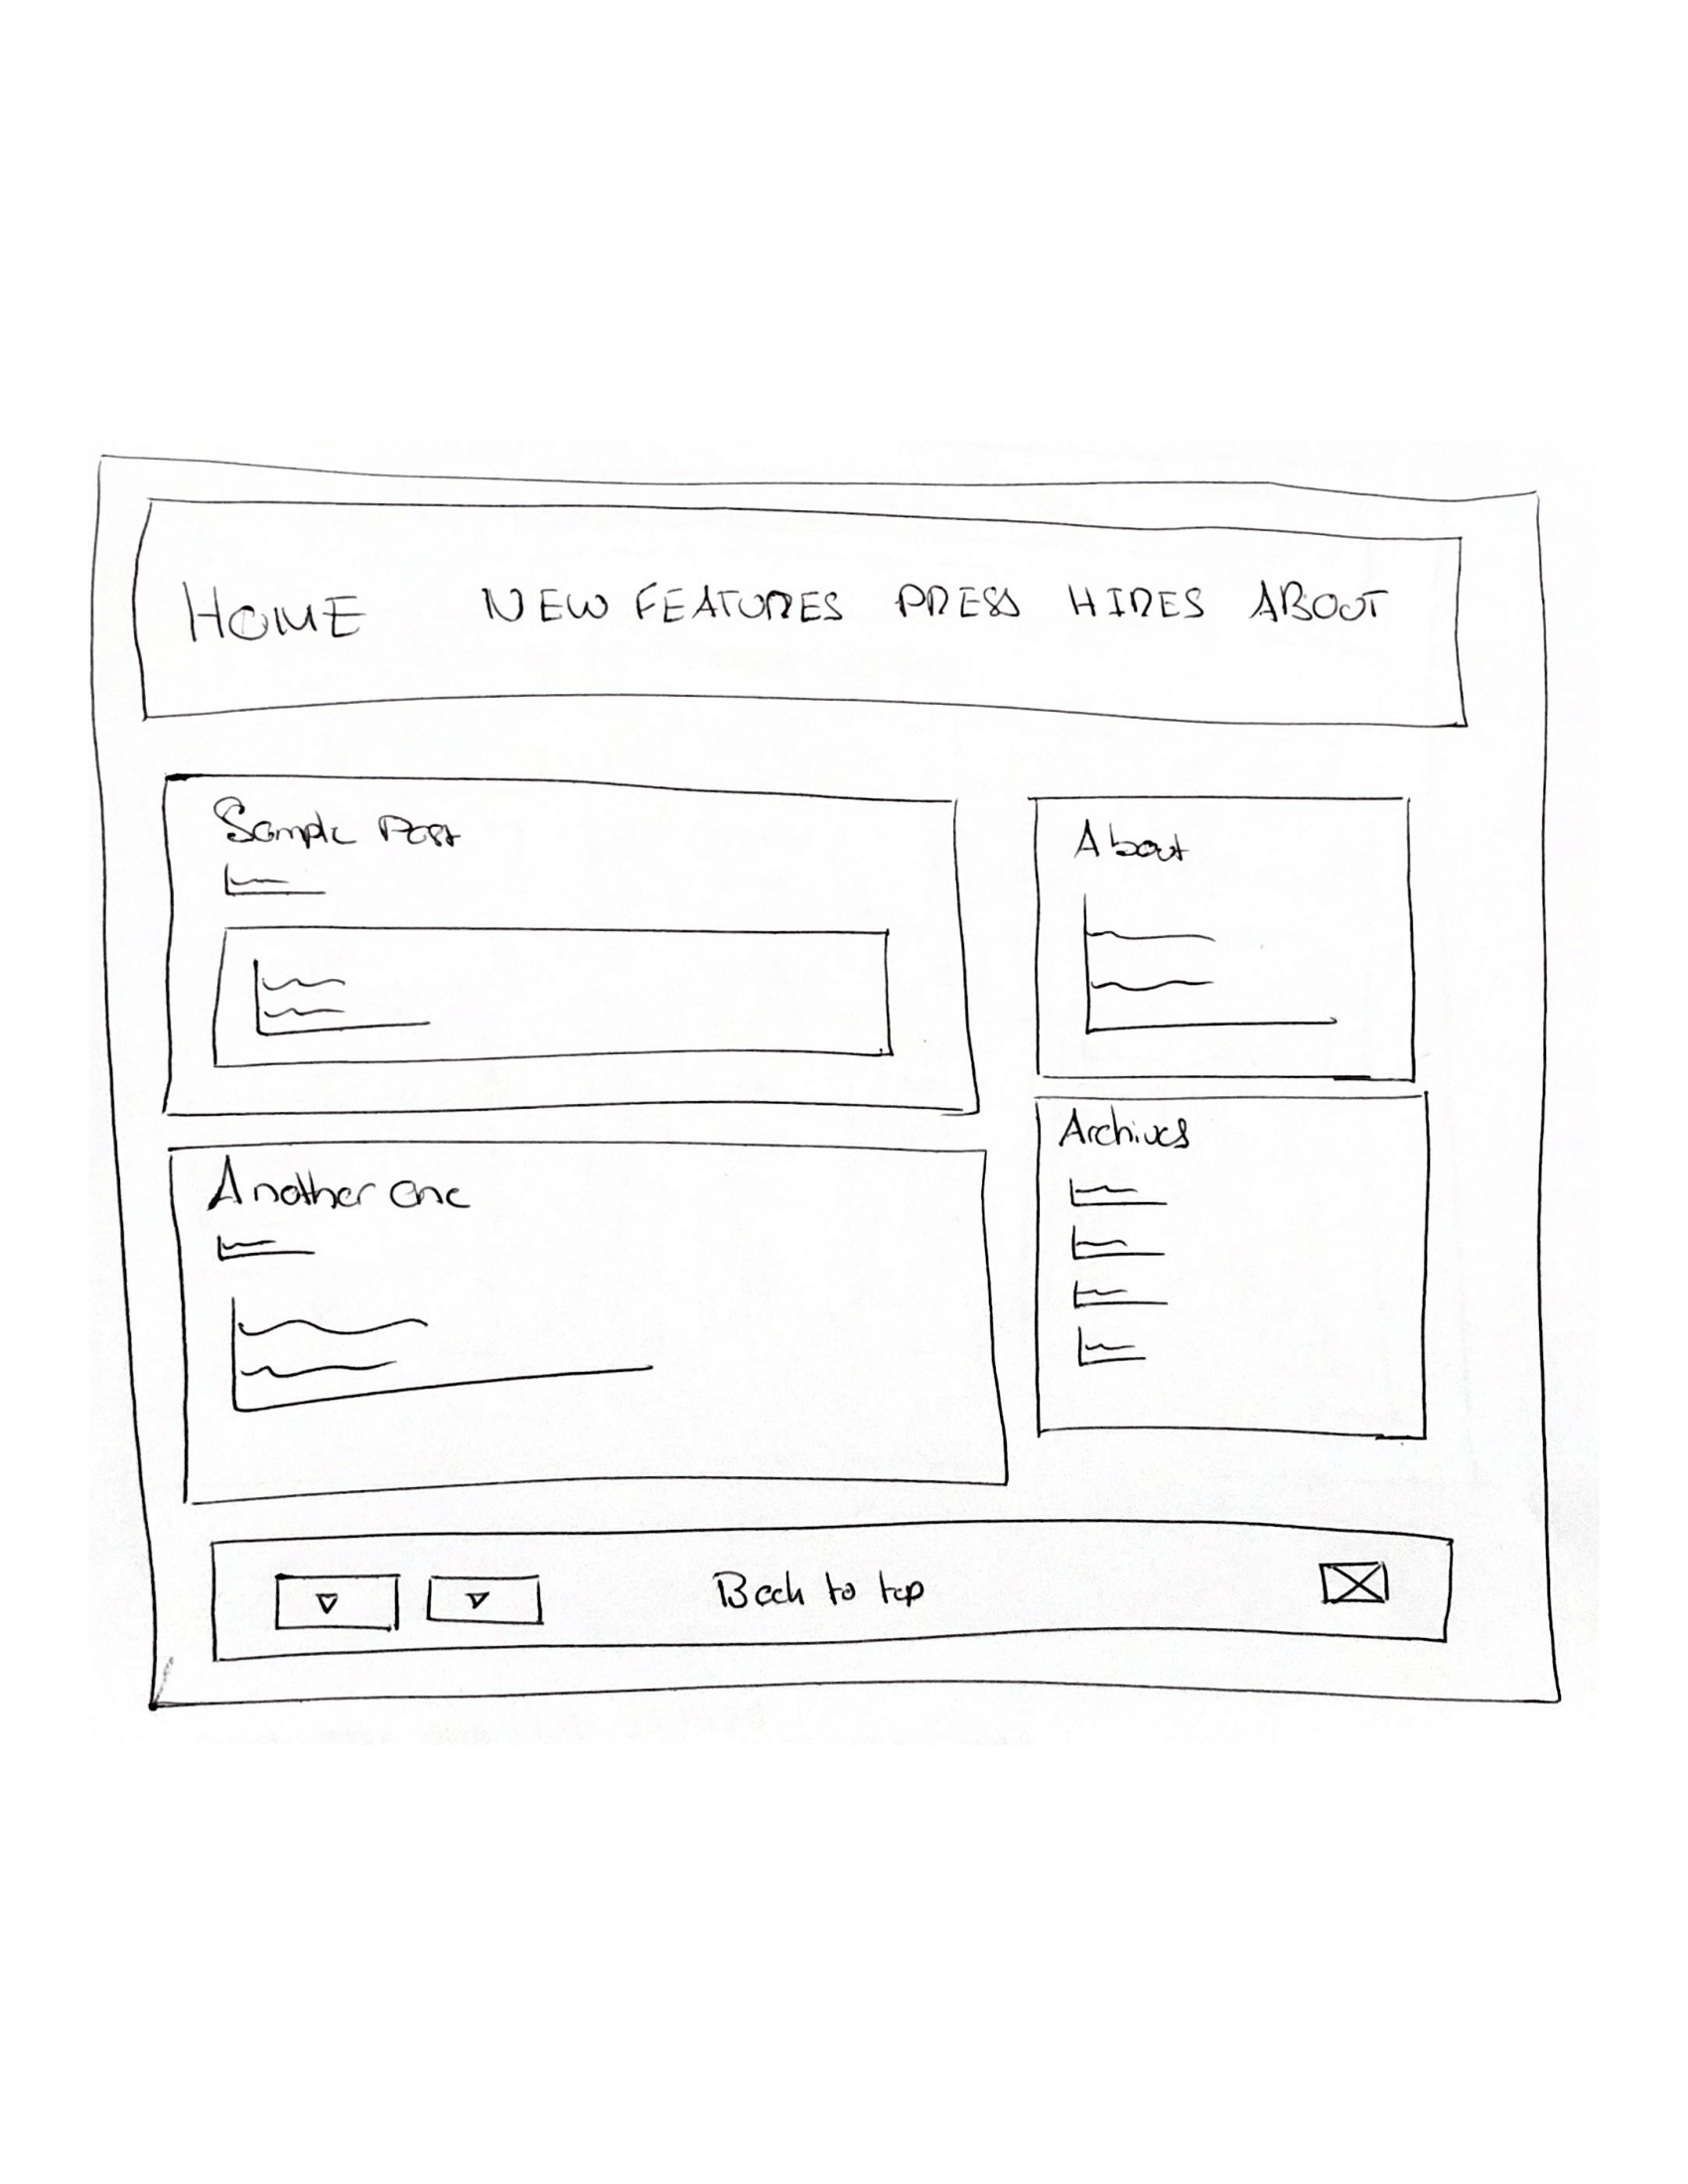 HOME NEW FEATURES PRESS HIRES ABOUT
Sample Post
About
Archives
Another one
Back to top